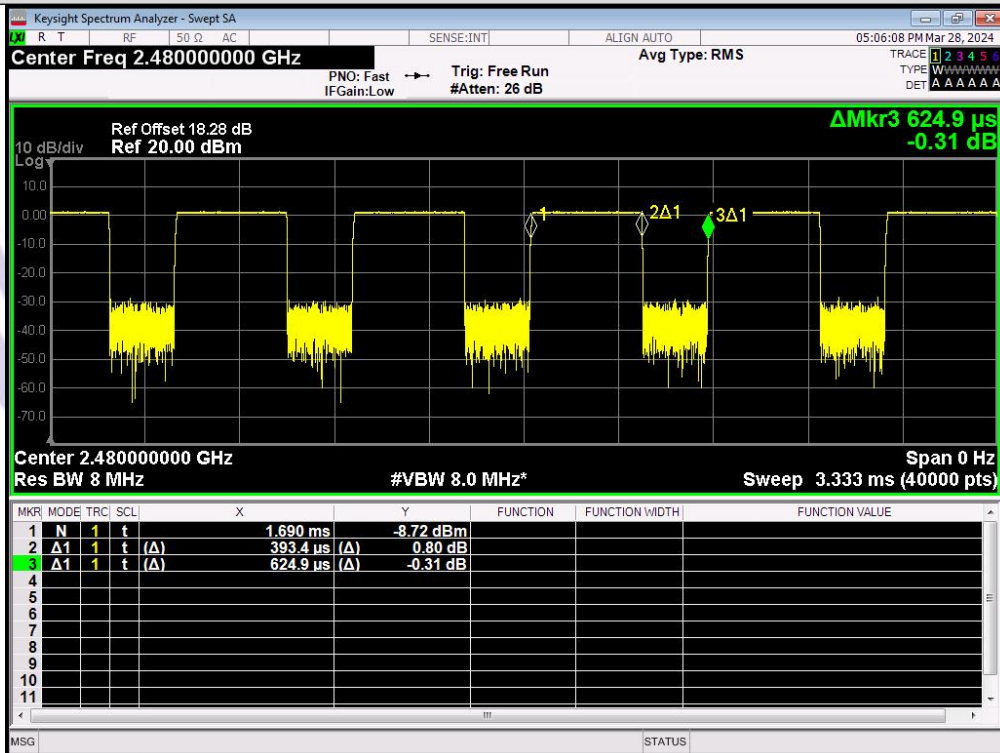 Keysight Spectrum Analyzer - Swept SA
LXI R T RF 50 Ω AC SENSE:INT ALIGN AUTO 05:06:08 PM Mar 28, 2024
Center Freq 2.480000000 GHz
PNO: Fast
IFGain:Low
Trig: Free Run
#Atten: 26 dB
Avg Type: RMS
TRACE 1 2 3 4 5 6
TYPE WWWWWW
DET A A A A A A
ΔMkr3 624.9 µs
-0.31 dB
Ref Offset 18.28 dB
10 dB/div Ref 20.00 dBm
Log
10.0
0.00
-10.0
-20.0
-30.0
-40.0
-50.0
-60.0
-70.0
1
2Δ1
3Δ1
Center 2.480000000 GHz Span 0 Hz
Res BW 8 MHz #VBW 8.0 MHz* Sweep 3.333 ms (40000 pts)
MKR MODE TRC SCL X Y FUNCTION FUNCTION WIDTH FUNCTION VALUE
1 N 1 t 1.690 ms -8.72 dBm
2 Δ1 1 t (Δ) 393.4 µs (Δ) 0.80 dB
3 Δ1 1 t (Δ) 624.9 µs (Δ) -0.31 dB
4
5
6
7
8
9
10
11
MSG STATUS